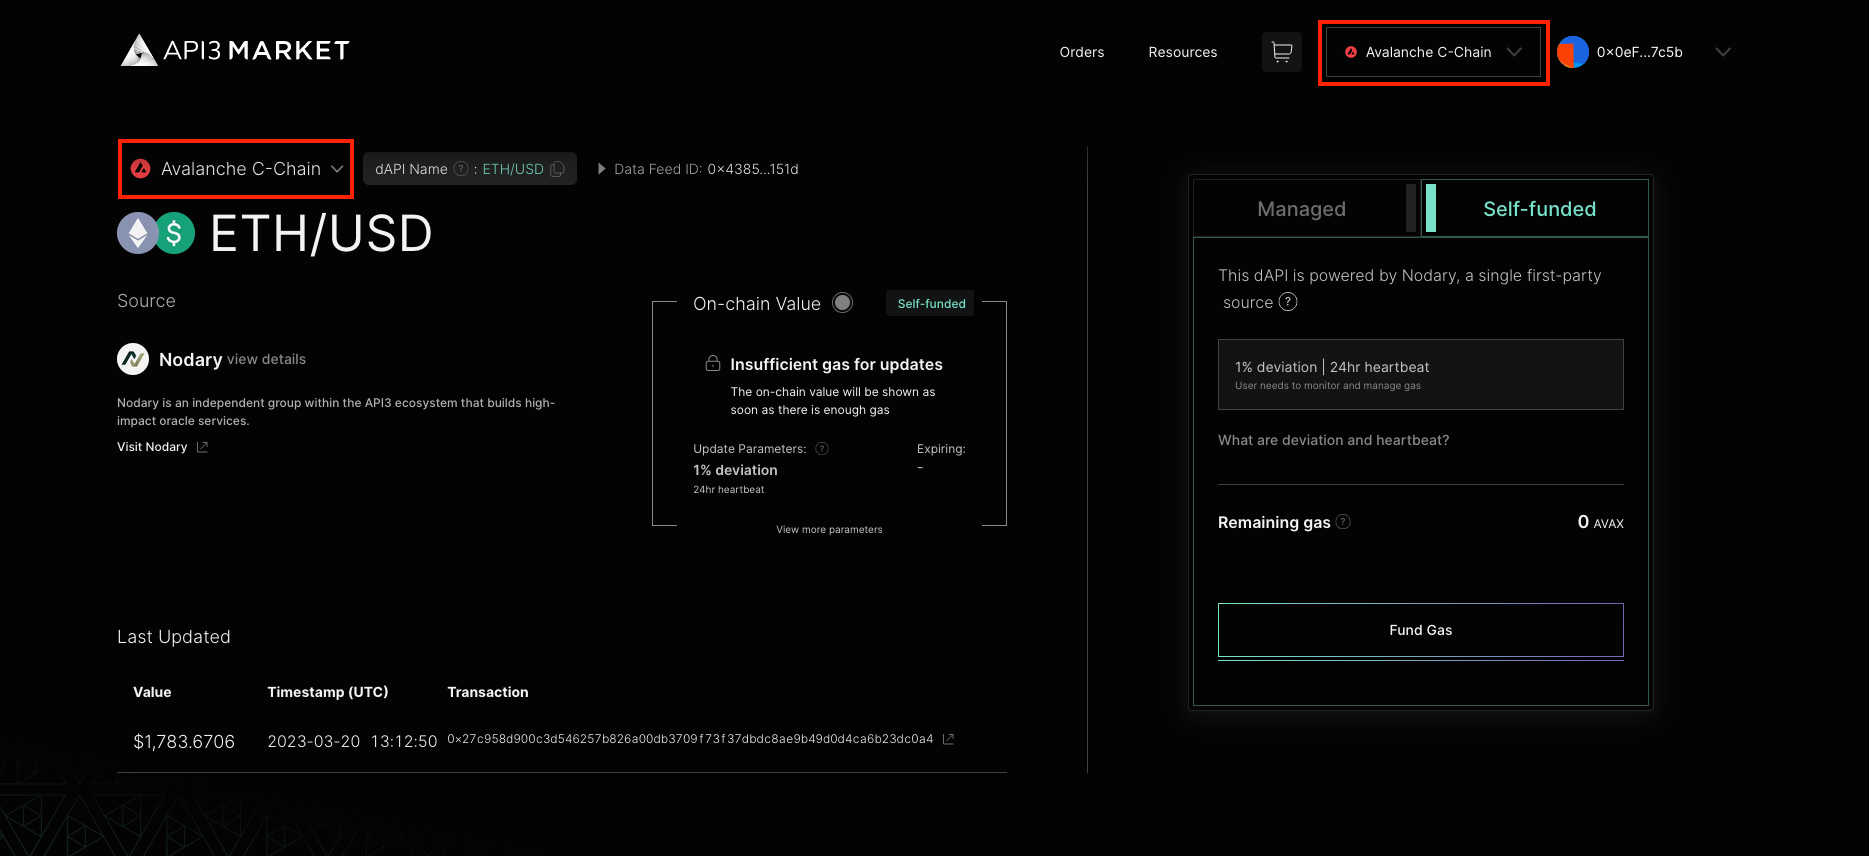 API3 MARKET
Orders
Resources
Avalanche C-Chain
0x0eF...7c5b
Avalanche C-Chain
dAPI Name ? : ETH/USD
Data Feed ID: 0x4385...151d
$ ETH/USD
Source
Nodary view details
Nodary is an independent group within the API3 ecosystem that builds high-
impact oracle services.
Visit Nodary
On-chain Value
Self-funded
Insufficient gas for updates
The on-chain value will be shown as
soon as there is enough gas
Update Parameters: ?
Expiring:
1% deviation
-
24hr heartbeat
View more parameters
Last Updated
Value Timestamp (UTC) Transaction
$1,783.6706 2023-03-20 13:12:50 0x27c958d900c3d546257b826a00db3709f73f37dbdc8ae9b49d0d4ca6b23dc0a4
Managed
Self-funded
This dAPI is powered by Nodary, a single first-party
source ?
1% deviation | 24hr heartbeat
User needs to monitor and manage gas
What are deviation and heartbeat?
Remaining gas ? 0 AVAX
Fund Gas